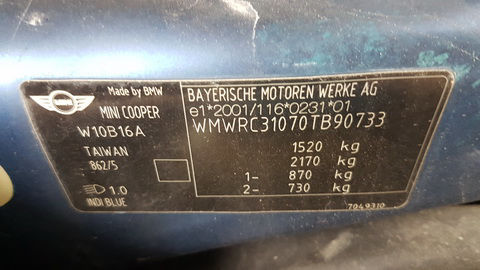 MINI
Made by BMW
MINI COOPER
W10B16A
TAIWAN
862/5
1.0
INDI BLUE
BAYERISCHE MOTOREN WERKE AG
e1*2001/116*0231*01
WMWRC31070TB90733
1520 kg
2170 kg
1- 870 kg
2- 730 kg
7049310